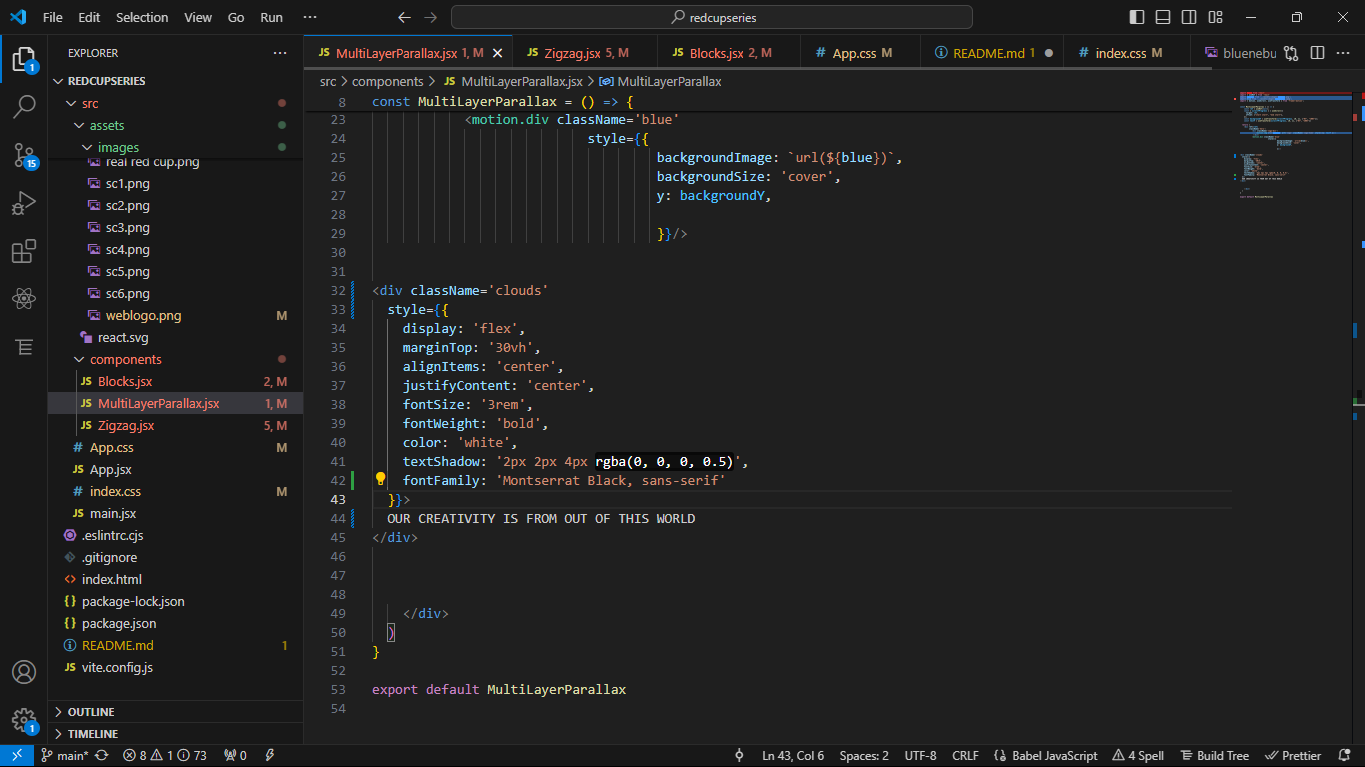 File Edit Selection View Go Run ··· redcupseries
EXPLORER ···
REDCUPSERIES
src
assets
images
real red cup.png
sc1.png
sc2.png
sc3.png
sc4.png
sc5.png
sc6.png
weblogo.png M
react.svg
components
JS Blocks.jsx 2, M
JS MultiLayerParallax.jsx 1, M
JS Zigzag.jsx 5, M
# App.css M
JS App.jsx
# index.css M
JS main.jsx
.eslintrc.cjs
.gitignore
<> index.html
{} package-lock.json
{} package.json
README.md 1
JS vite.config.js
OUTLINE
TIMELINE
1
15
1
JS MultiLayerParallax.jsx 1, M JS Zigzag.jsx 5, M JS Blocks.jsx 2, M # App.css M README.md 1 # index.css M bluenebu ···
src > components > JS MultiLayerParallax.jsx > MultiLayerParallax
8 const MultiLayerParallax = () => {
23 <motion.div className='blue'
24 style={{
25 backgroundImage: `url(${blue})`,
26 backgroundSize: 'cover',
27 y: backgroundY,
28
29 }}/>
30
31
32 <div className='clouds'
33 style={{
34 display: 'flex',
35 marginTop: '30vh',
36 alignItems: 'center',
37 justifyContent: 'center',
38 fontSize: '3rem',
39 fontWeight: 'bold',
40 color: 'white',
41 textShadow: '2px 2px 4px rgba(0, 0, 0, 0.5)',
42 fontFamily: 'Montserrat Black, sans-serif'
43 }}>
44 OUR CREATIVITY IS FROM OUT OF THIS WORLD
45 </div>
46
47
48
49 </div>
50 )
51 }
52
53 export default MultiLayerParallax
54
main* 8 1 73 0 Ln 43, Col 6 Spaces: 2 UTF-8 CRLF {} Babel JavaScript 4 Spell Build Tree Prettier